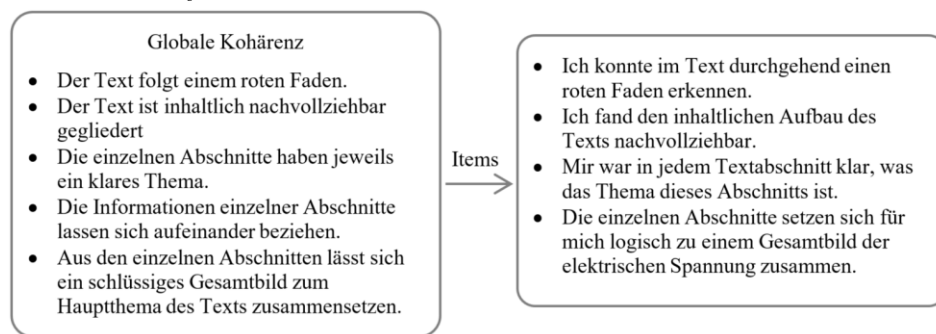 Globale Kohärenz
• Der Text folgt einem roten Faden.
• Der Text ist inhaltlich nachvollziehbar
gegliedert
• Die einzelnen Abschnitte haben jeweils
ein klares Thema.
• Die Informationen einzelner Abschnitte
lassen sich aufeinander beziehen.
• Aus den einzelnen Abschnitten lässt sich
ein schlüssiges Gesamtbild zum
Hauptthema des Texts zusammensetzen.
Items
• Ich konnte im Text durchgehend einen
roten Faden erkennen.
• Ich fand den inhaltlichen Aufbau des
Texts nachvollziehbar.
• Mir war in jedem Textabschnitt klar, was
das Thema dieses Abschnitts ist.
• Die einzelnen Abschnitte setzen sich für
mich logisch zu einem Gesamtbild der
elektrischen Spannung zusammen.